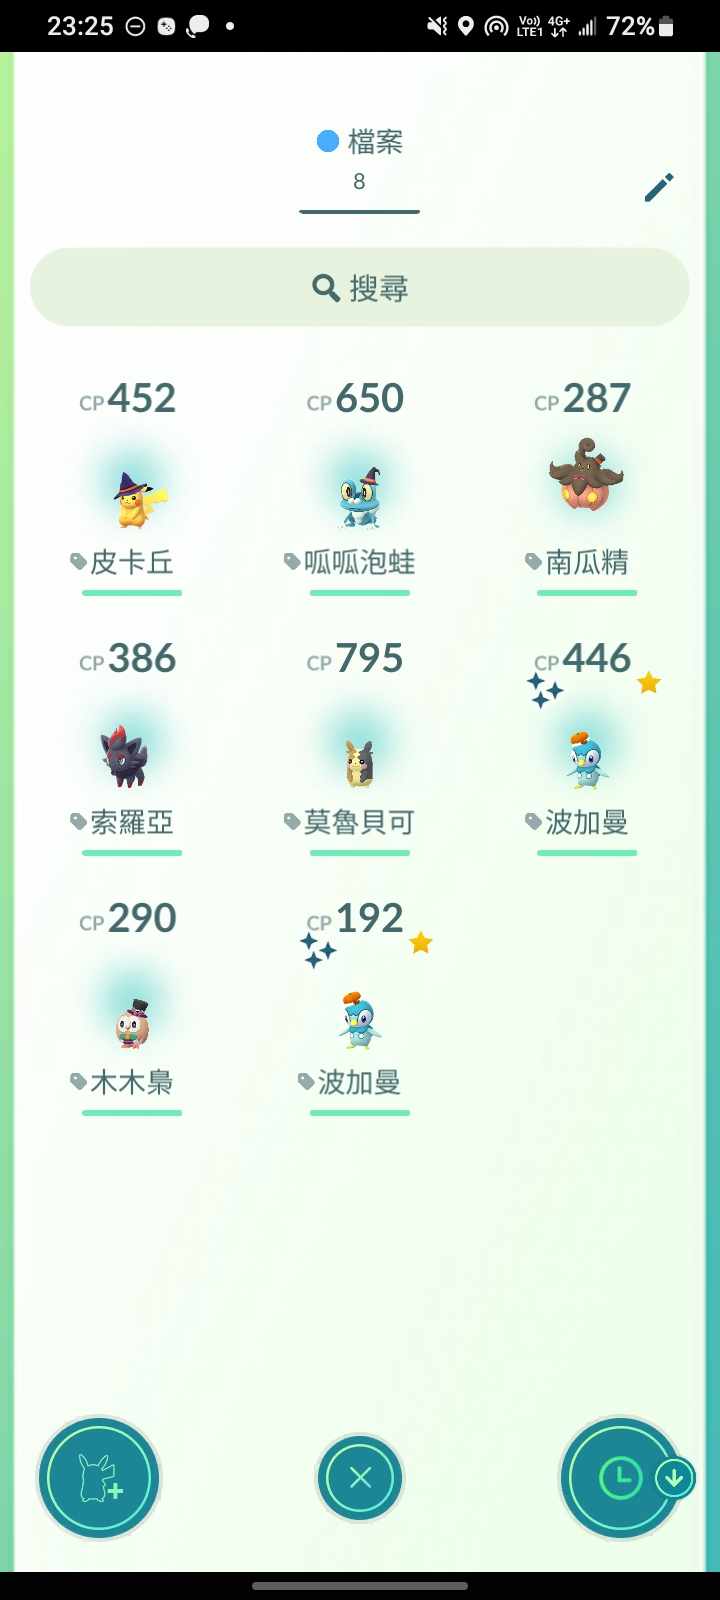 23:25
Vo)) LTE1 4G+ 72%
檔案
8
搜尋
CP452
CP650
CP287
皮卡丘
呱呱泡蛙
南瓜精
CP386
CP795
CP446
索羅亞
莫魯貝可
波加曼
CP290
CP192
木木梟
波加曼